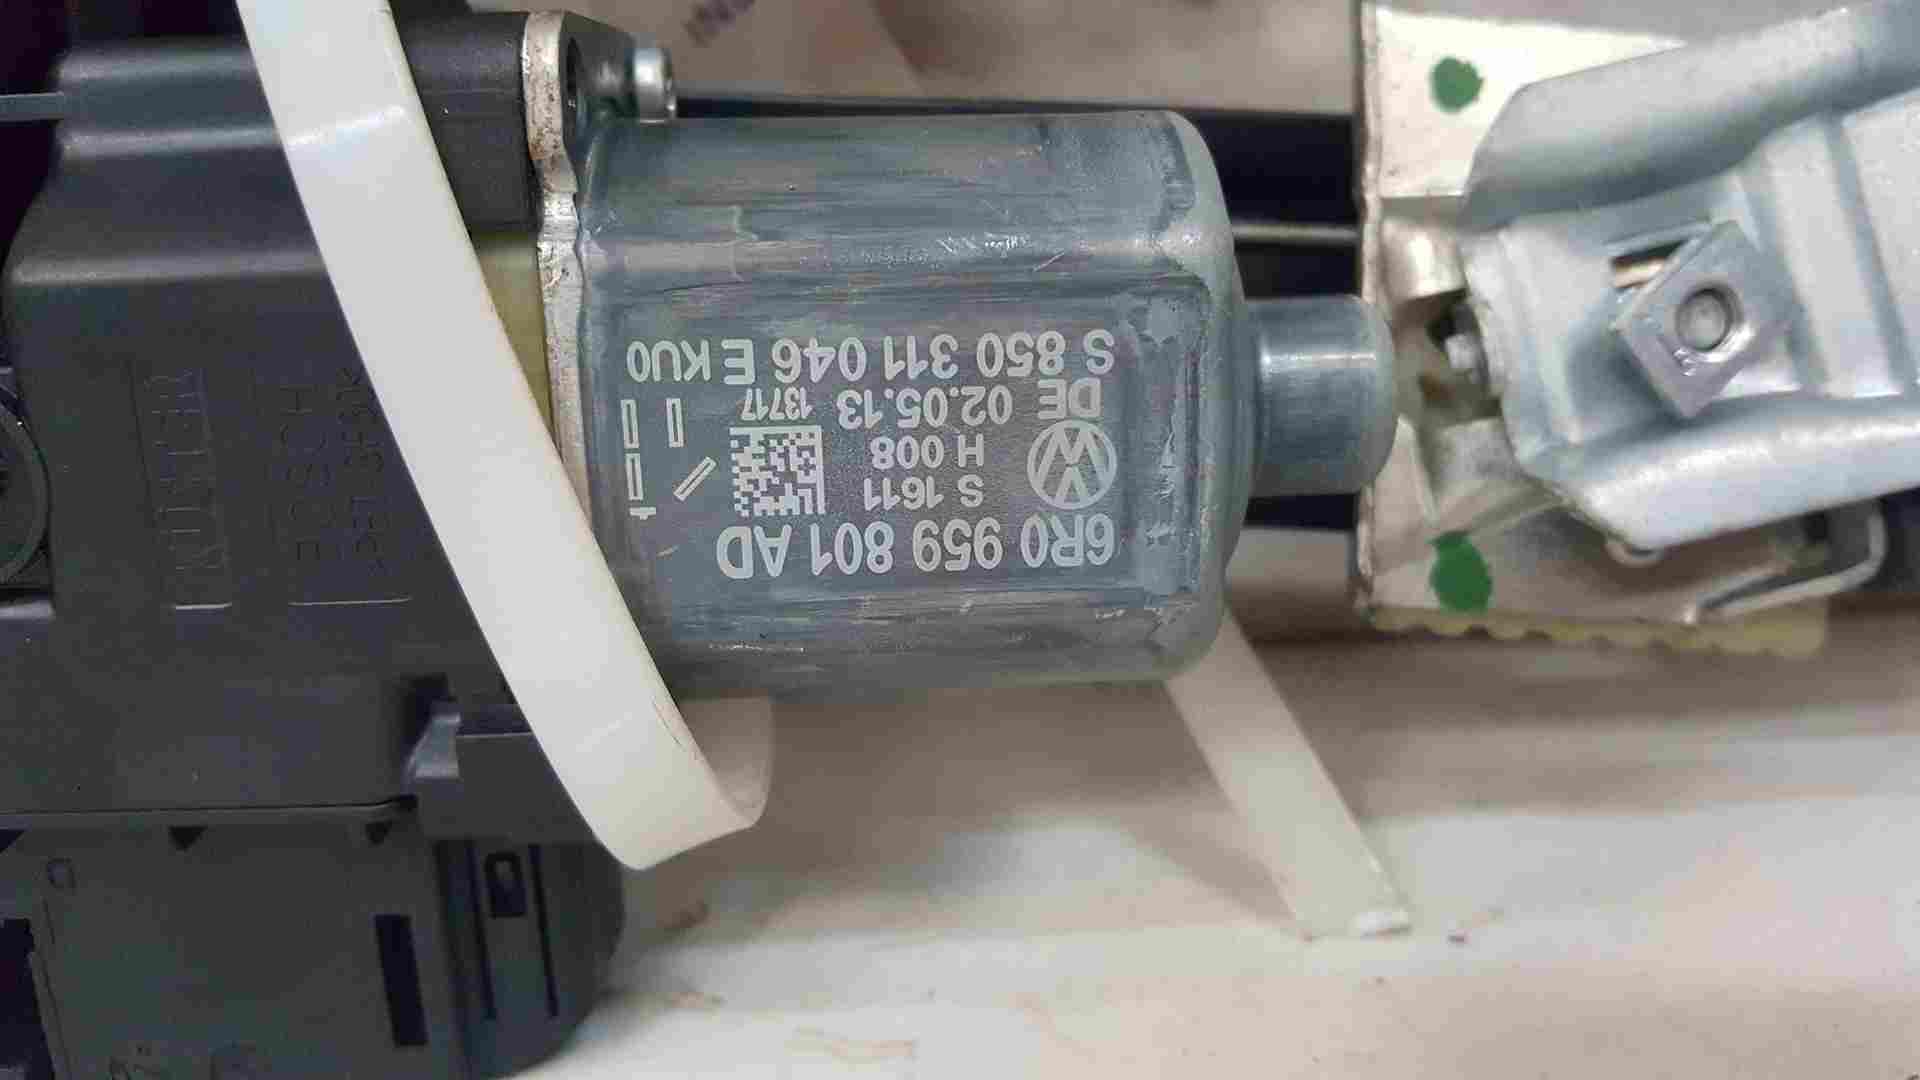 6R0 959 801 AD
S 1611
H 008
DE 02.05.13 13717
S 850 311 046 E KU0
BOSCH